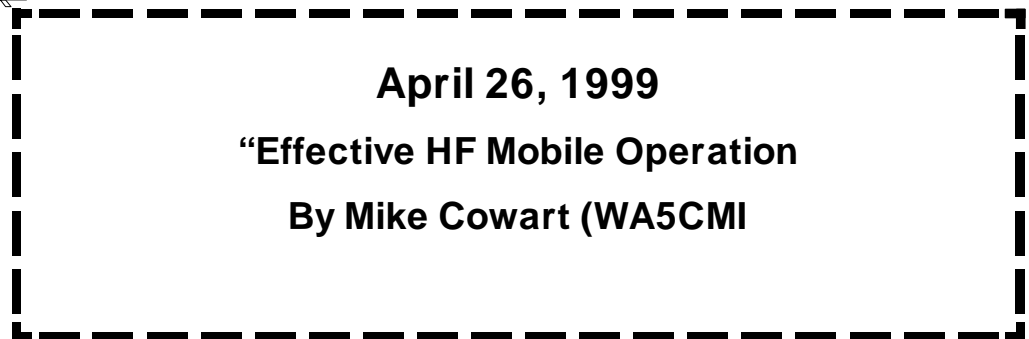 April 26, 1999
“Effective HF Mobile Operation
By Mike Cowart (WA5CMI